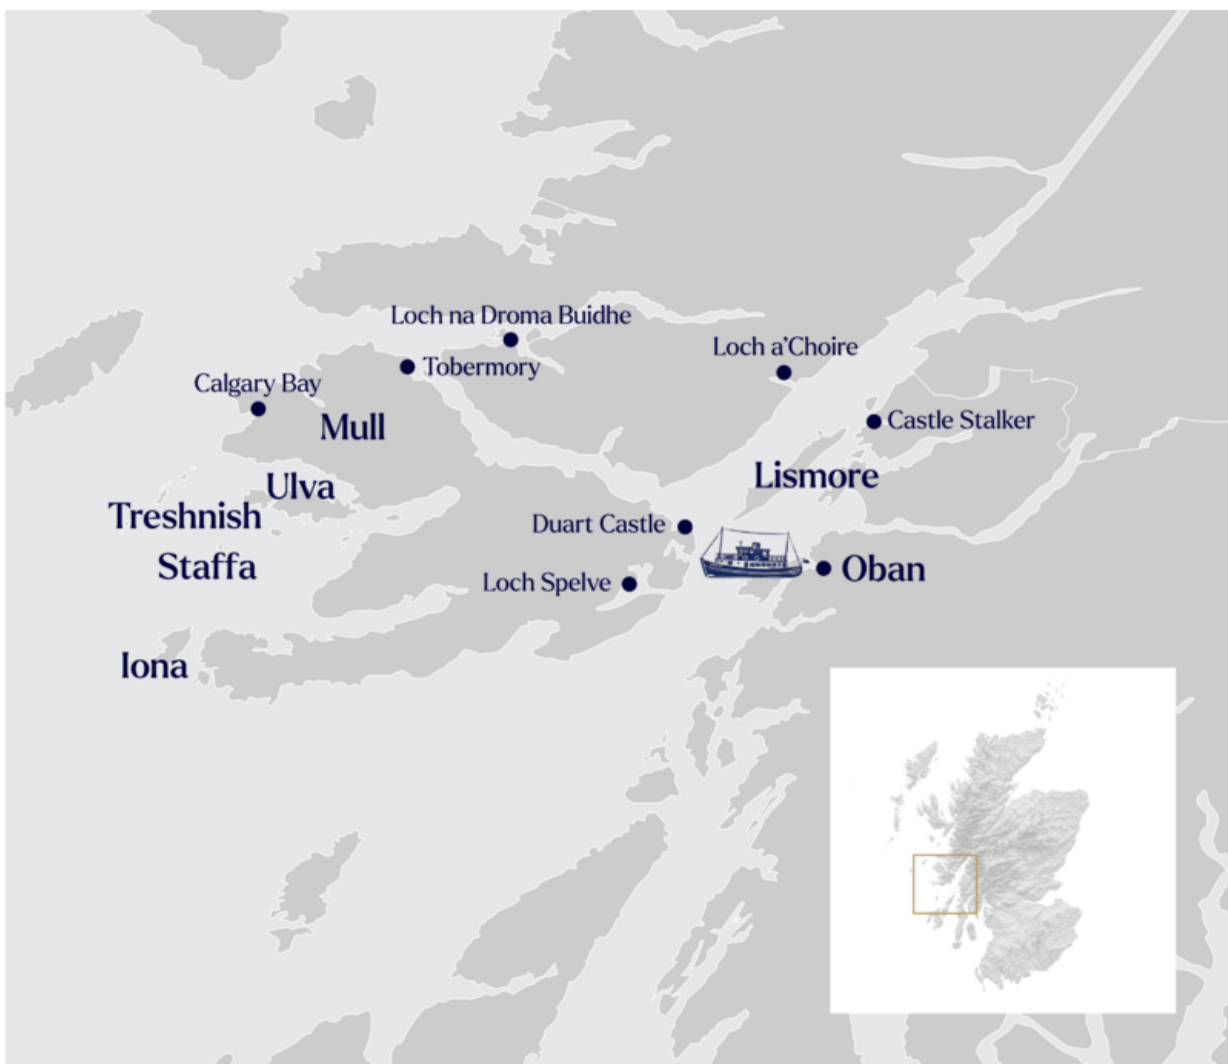 Loch na Droma Buidhe
Loch a'Choire
Tobermory
Calgary Bay
Mull
Castle Stalker
Lismore
Ulva
Treshnish
Duart Castle
Staffa
Oban
Loch Spelve
Iona